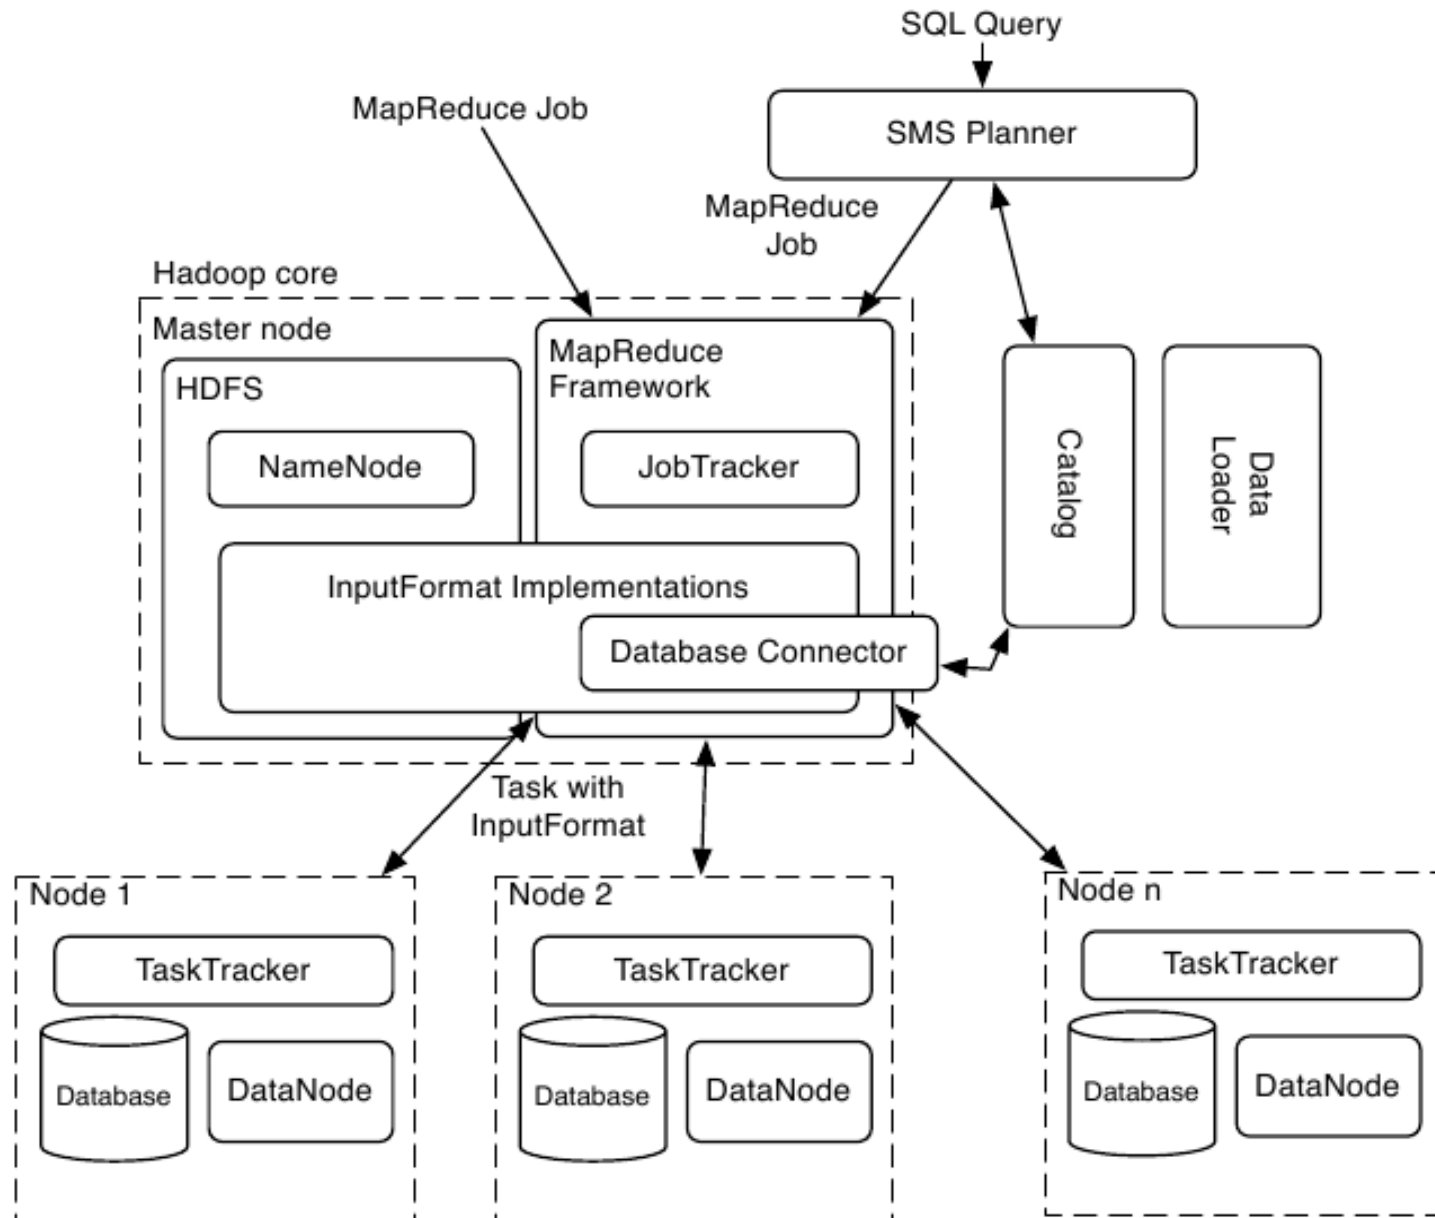 SQL Query
SMS Planner
MapReduce Job
MapReduce
Job
Hadoop core
Master node
HDFS
NameNode
MapReduce
Framework
JobTracker
InputFormat Implementations
Database Connector
Catalog
Data
Loader
Task with
InputFormat
Node 1
TaskTracker
Database
DataNode
Node 2
TaskTracker
Database
DataNode
Node n
TaskTracker
Database
DataNode